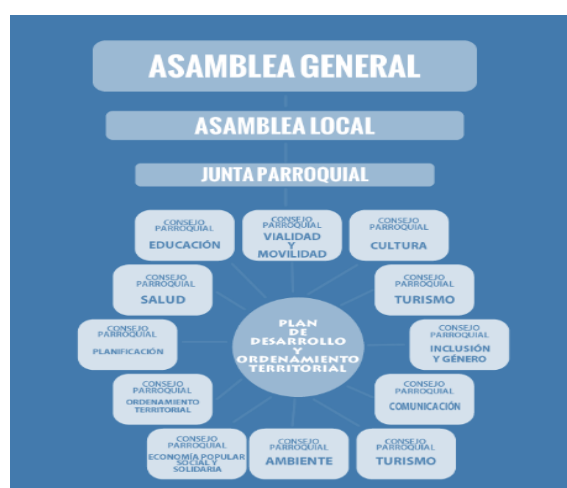 ASAMBLEA GENERAL
ASAMBLEA LOCAL
JUNTA PARROQUIAL
CONSEJO
PARROQUIAL
EDUCACIÓN
CONSEJO
PARROQUIAL
VIALIDAD
Y
MOVILIDAD
CONSEJO
PARROQUIAL
CULTURA
CONSEJO
PARROQUIAL
SALUD
CONSEJO
PARROQUIAL
TURISMO
CONSEJO
PARROQUIAL
PLANIFICACIÓN
PLAN
DE
DESARROLLO
Y
ORDENAMIENTO
TERRITORIAL
CONSEJO
PARROQUIAL
INCLUSIÓN
Y GÉNERO
CONSEJO
PARROQUIAL
ORDENAMIENTO
TERRITORIAL
CONSEJO
PARROQUIAL
COMUNICACIÓN
CONSEJO
PARROQUIAL
ECONOMÍA POPULAR
SOCIAL Y
SOLIDARIA
CONSEJO
PARROQUIAL
AMBIENTE
CONSEJO
PARROQUIAL
TURISMO